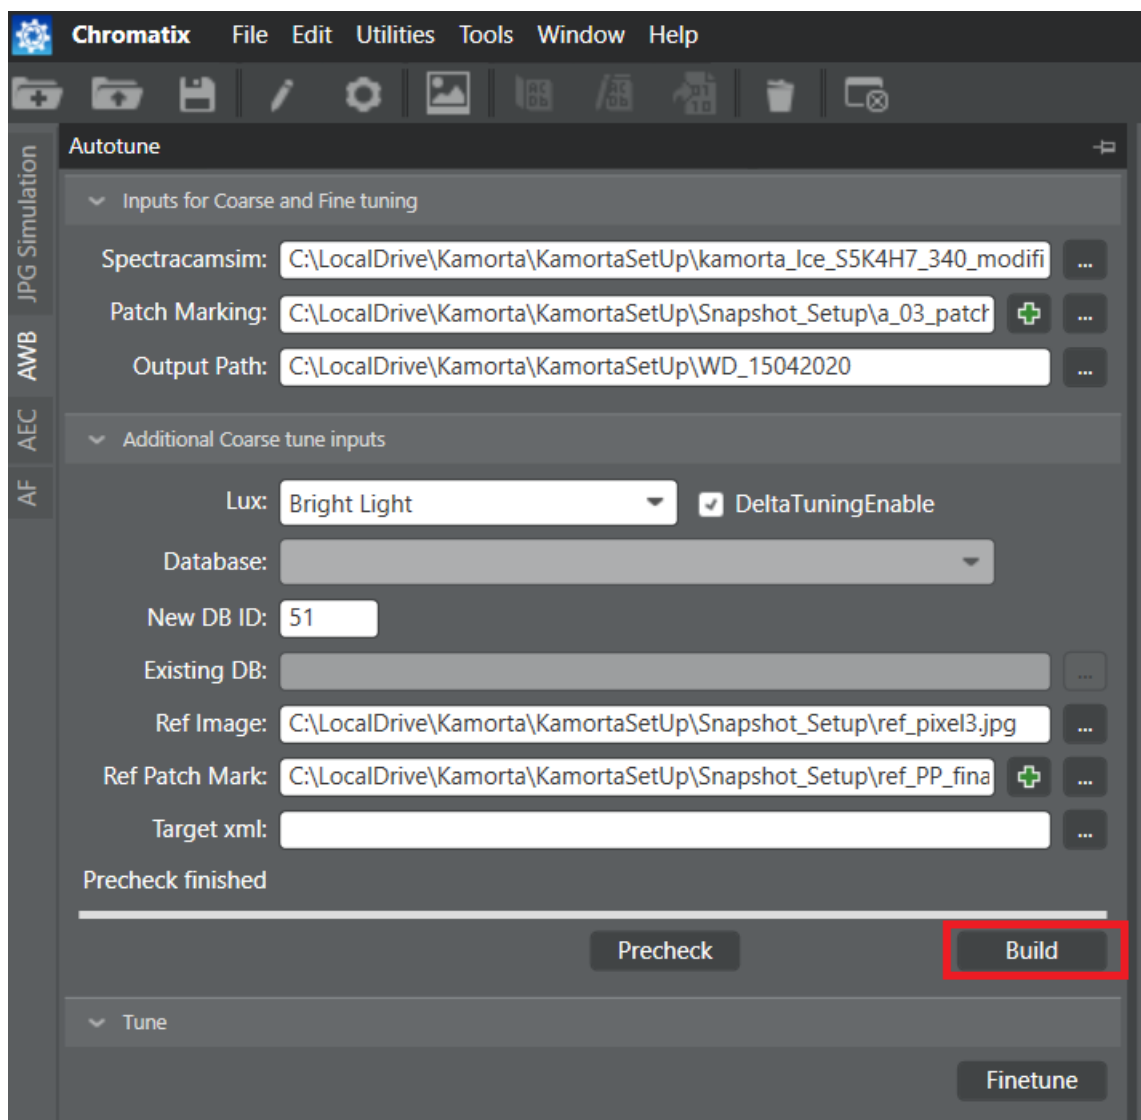 Chromatix File Edit Utilities Tools Window Help
Autotune
JPG Simulation
AWB
AEC
AF
Inputs for Coarse and Fine tuning
Spectracamsim: C:\LocalDrive\Kamorta\KamortaSetUp\kamorta_Ice_S5K4H7_340_modifi ...
Patch Marking: C:\LocalDrive\Kamorta\KamortaSetUp\Snapshot_Setup\a_03_patch ...
Output Path: C:\LocalDrive\Kamorta\KamortaSetUp\WD_15042020 ...
Additional Coarse tune inputs
Lux: Bright Light DeltaTuningEnable
Database:
New DB ID: 51
Existing DB: ...
Ref Image: C:\LocalDrive\Kamorta\KamortaSetUp\Snapshot_Setup\ref_pixel3.jpg ...
Ref Patch Mark: C:\LocalDrive\Kamorta\KamortaSetUp\Snapshot_Setup\ref_PP_fina ...
Target xml: ...
Precheck finished
Precheck Build
Tune
Finetune